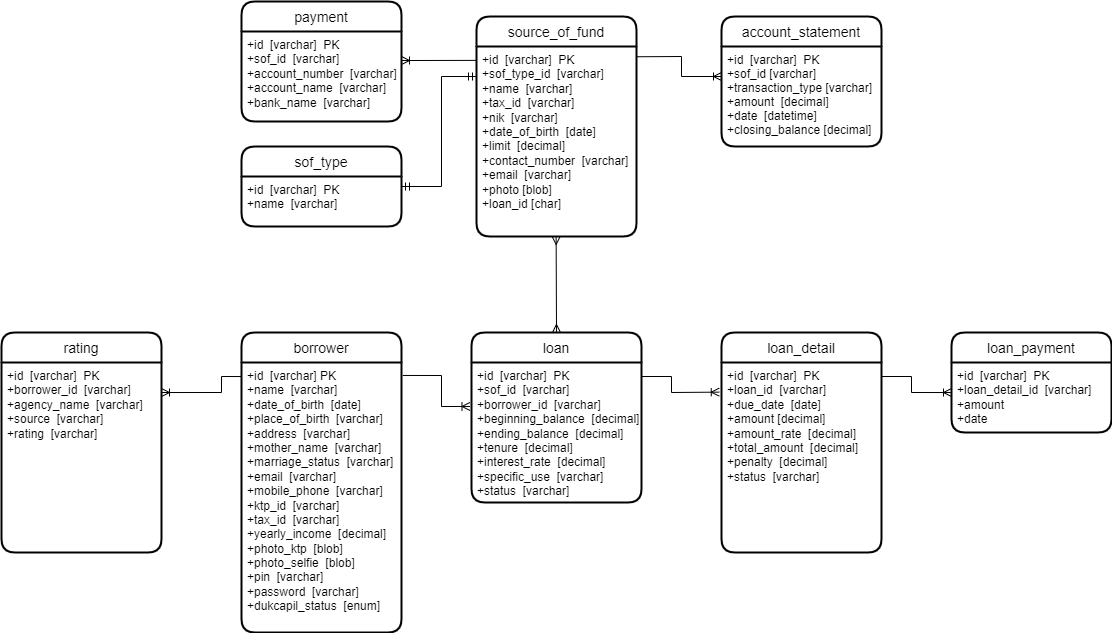 payment
+id [varchar] PK
+sof_id [varchar]
+account_number [varchar]
+account_name [varchar]
+bank_name [varchar]
source_of_fund
+id [varchar] PK
+sof_type_id [varchar]
+name [varchar]
+tax_id [varchar]
+nik [varchar]
+date_of_birth [date]
+limit [decimal]
+contact_number [varchar]
+email [varchar]
+photo [blob]
+loan_id [char]
account_statement
+id [varchar] PK
+sof_id [varchar]
+transaction_type [varchar]
+amount [decimal]
+date [datetime]
+closing_balance [decimal]
sof_type
+id [varchar] PK
+name [varchar]
rating
+id [varchar] PK
+borrower_id [varchar]
+agency_name [varchar]
+source [varchar]
+rating [varchar]
borrower
+id [varchar] PK
+name [varchar]
+date_of_birth [date]
+place_of_birth [varchar]
+address [varchar]
+mother_name [varchar]
+marriage_status [varchar]
+email [varchar]
+mobile_phone [varchar]
+ktp_id [varchar]
+tax_id [varchar]
+yearly_income [decimal]
+photo_ktp [blob]
+photo_selfie [blob]
+pin [varchar]
+password [varchar]
+dukcapil_status [enum]
loan
+id [varchar] PK
+sof_id [varchar]
+borrower_id [varchar]
+beginning_balance [decimal]
+ending_balance [decimal]
+tenure [decimal]
+interest_rate [decimal]
+specific_use [varchar]
+status [varchar]
loan_detail
+id [varchar] PK
+loan_id [varchar]
+due_date [date]
+amount [decimal]
+amount_rate [decimal]
+total_amount [decimal]
+penalty [decimal]
+status [varchar]
loan_payment
+id [varchar] PK
+loan_detail_id [varchar]
+amount
+date